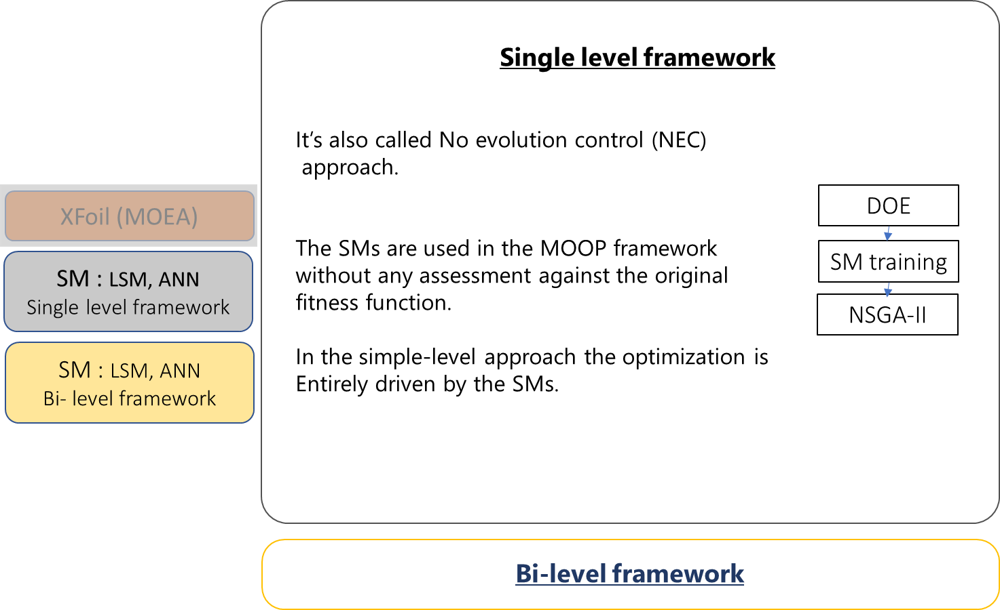 Single level framework
It's also called No evolution control (NEC)
approach.
The SMs are used in the MOOP framework
without any assessment against the original
fitness function.
In the simple-level approach the optimization is
Entirely driven by the SMs.
DOE
SM training
NSGA-II
XFoil (MOEA)
SM : LSM, ANN
Single level framework
SM : LSM, ANN
Bi- level framework
Bi-level framework